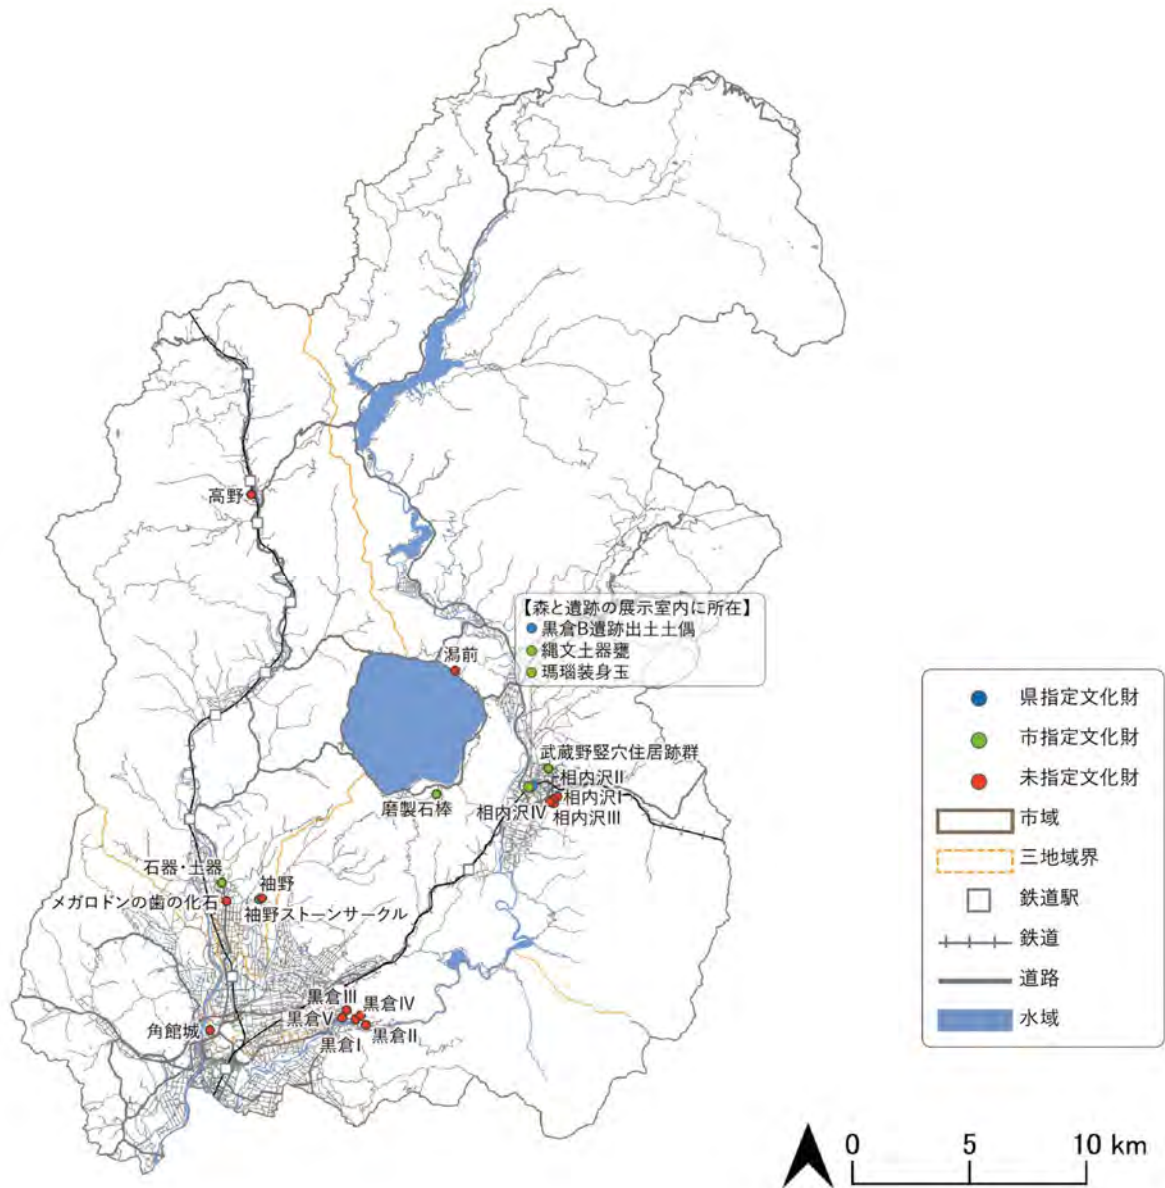 高野
【森と遺跡の展示室内に所在】
黒倉B遺跡出土土偶
縄文土器甕
瑪瑙装身玉
潟前
武蔵野竪穴住居跡群
相内沢II
相内沢I
相内沢IV
相内沢III
磨製石棒
石器・土器
袖野
メガロドンの歯の化石
袖野ストーンサークル
黒倉III
黒倉IV
黒倉V
黒倉II
黒倉I
角館城
県指定文化財
市指定文化財
未指定文化財
市域
三地域界
鉄道駅
鉄道
道路
水域
0 5 10 km